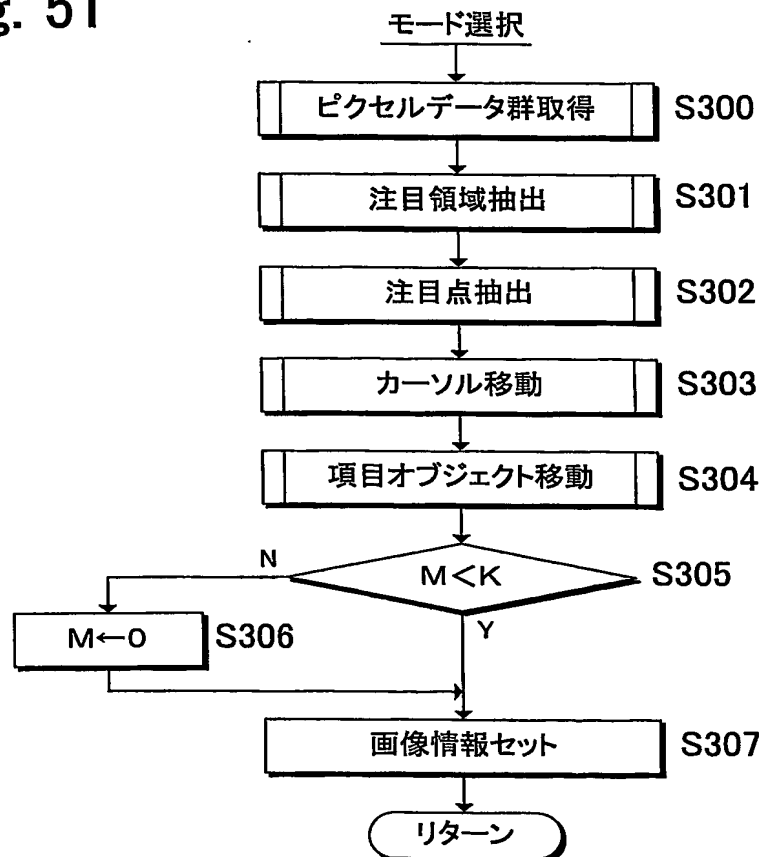 g. 51
モード選択
ピクセルデータ群取得 S300
注目領域抽出 S301
注目点抽出 S302
カーソル移動 S303
項目オブジェクト移動 S304
N M<K S305
M←0 S306 Y
画像情報セット S307
リターン